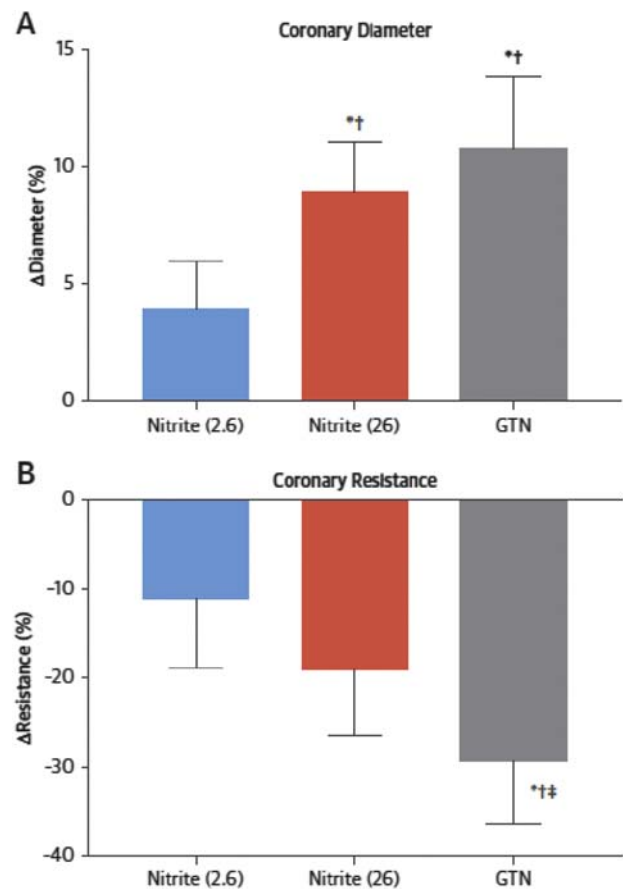 A
Coronary Diameter
15
*†
*†
10
ΔDiameter (%)
5
0
Nitrite (2.6) Nitrite (26) GTN
B
Coronary Resistance
0
-10
ΔResistance (%)
-20
-30
*†‡
-40
Nitrite (2.6) Nitrite (26) GTN